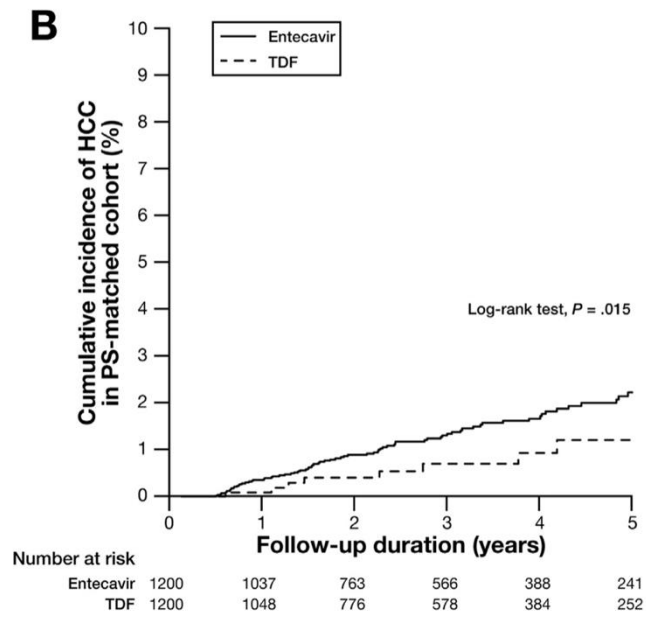 B
Entecavir
TDF
Cumulative incidence of HCC
in PS-matched cohort (%)
10
9
8
7
6
5
4
3
2
1
0
Log-rank test, P = .015
0 1 2 3 4 5
Follow-up duration (years)
Number at risk
Entecavir 1200 1037 763 566 388 241
TDF 1200 1048 776 578 384 252